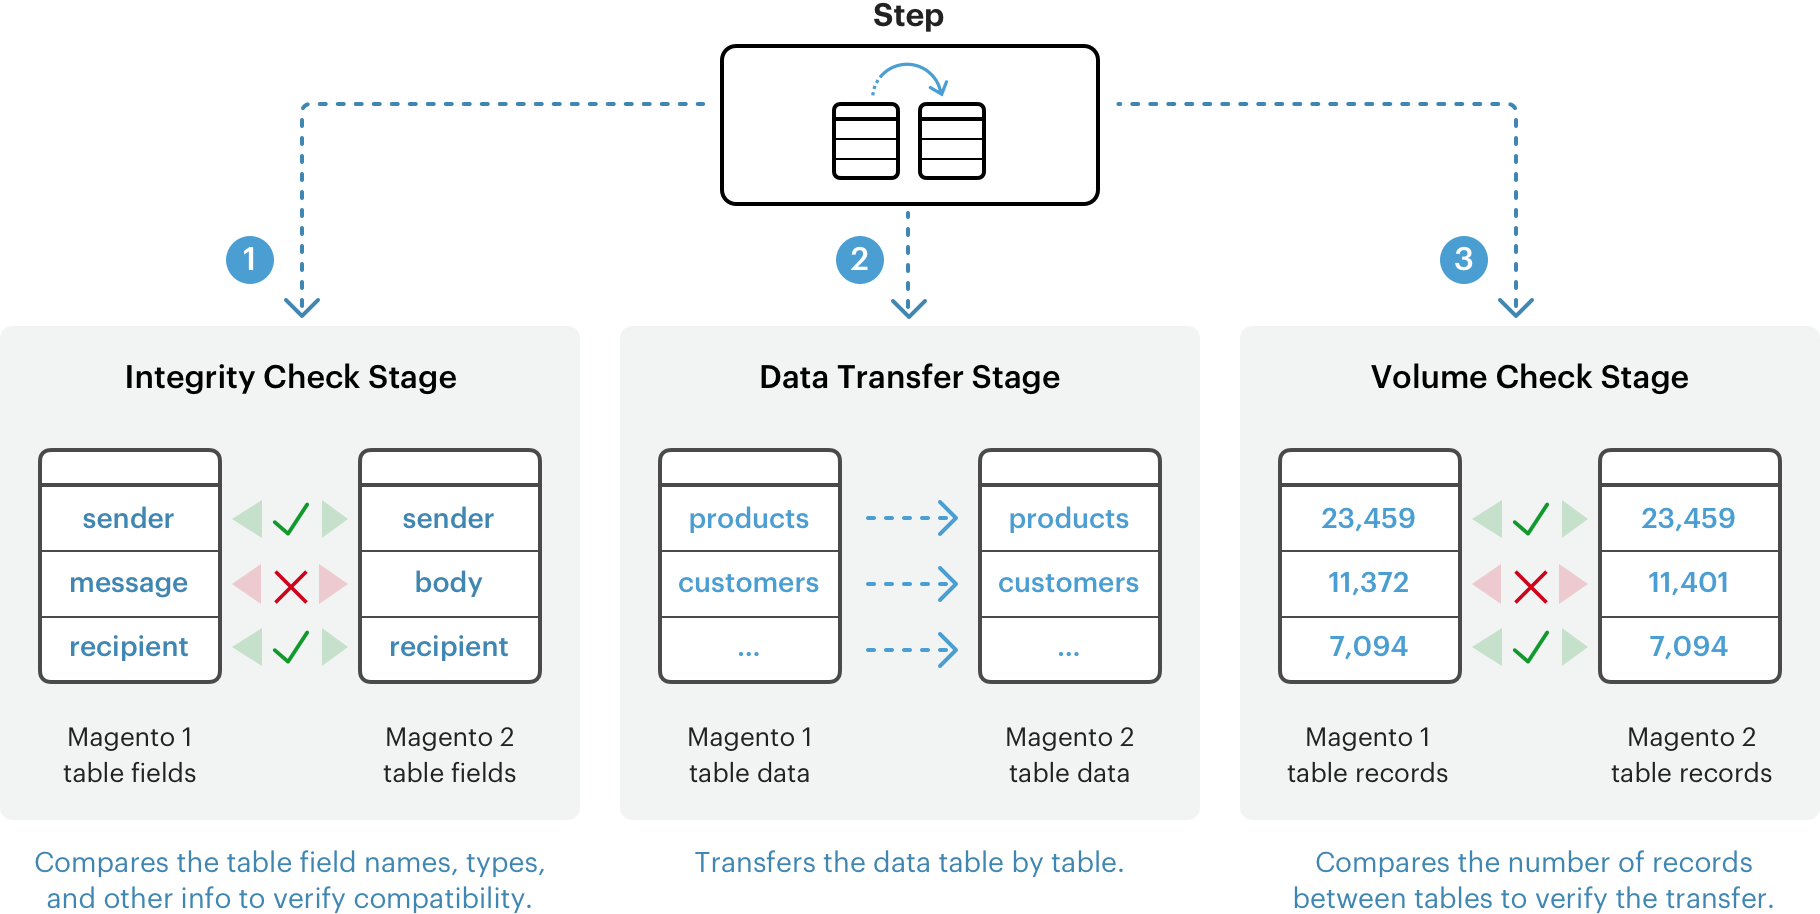 Step
1
2
3
Integrity Check Stage
sender
sender
message
body
recipient
recipient
Magento 1
table fields
Magento 2
table fields
Compares the table field names, types,
and other info to verify compatibility.
Data Transfer Stage
products
products
customers
customers
...
...
Magento 1
table data
Magento 2
table data
Transfers the data table by table.
Volume Check Stage
23,459
23,459
11,372
11,401
7,094
7,094
Magento 1
table records
Magento 2
table records
Compares the number of records
between tables to verify the transfer.